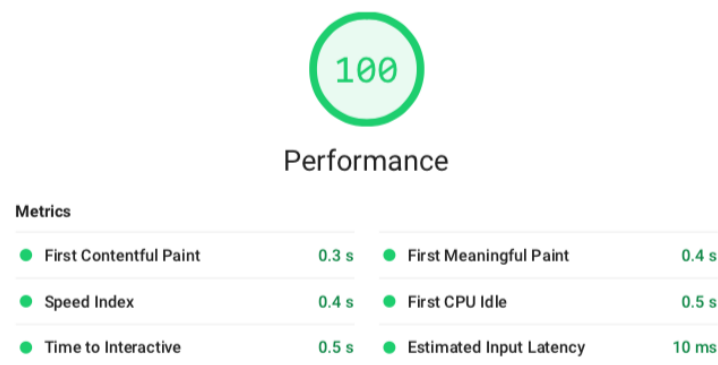 100
Performance
Metrics
First Contentful Paint 0.3 s
First Meaningful Paint 0.4 s
Speed Index 0.4 s
First CPU Idle 0.5 s
Time to Interactive 0.5 s
Estimated Input Latency 10 ms